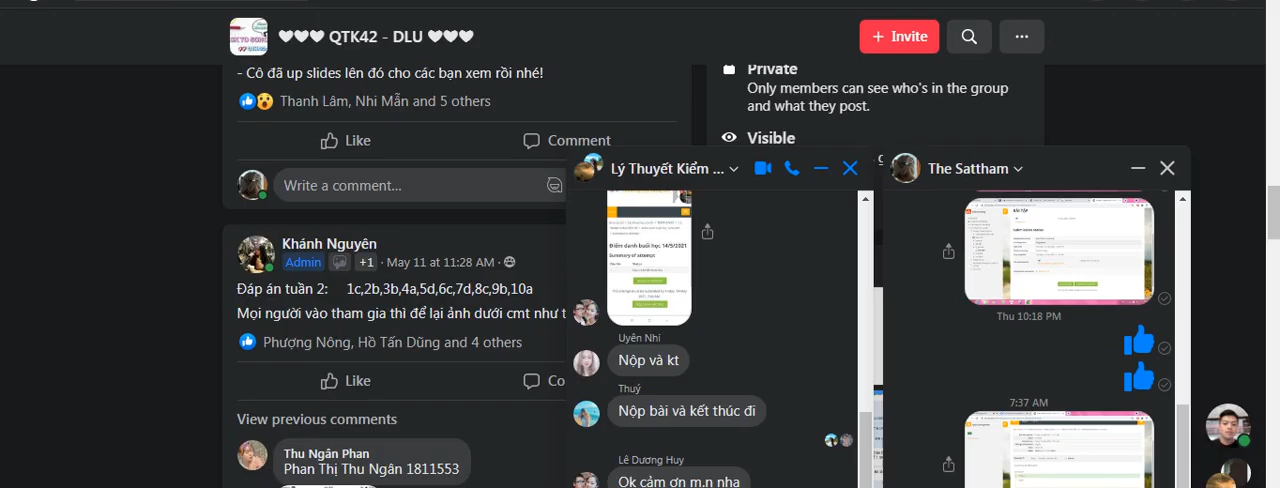 ♥♥♥ QTK42 - DLU ♥♥♥
+ Invite
- Cô đã up slides lên đó cho các bạn xem rồi nhé!
Thanh Lâm, Nhi Mẫn and 5 others
Like
Comment
Write a comment...
Khánh Nguyên
Admin +1 · May 11 at 11:28 AM ·
Đáp án tuần 2: 1c,2b,3b,4a,5d,6c,7d,8c,9b,10a
Mọi người vào tham gia thì để lại ảnh dưới cmt như t
Phượng Nông, Hồ Tấn Dũng and 4 others
Like
Co
View previous comments
Thu Ngân Phan
Phan Thị Thu Ngân 1811553
Private
Only members can see who's in the group
and what they post.
Visible
Lý Thuyết Kiểm ...
Điểm danh buổi học 14/5/2021
Summary of attempt
Uyên Nhí
Nộp và kt
Thuý
Nộp bài và kết thúc đi
Lê Dương Huy
Ok cảm ơn m.n nha
The Sattham
BÀI TẬP
Thu 10:18 PM
7:37 AM